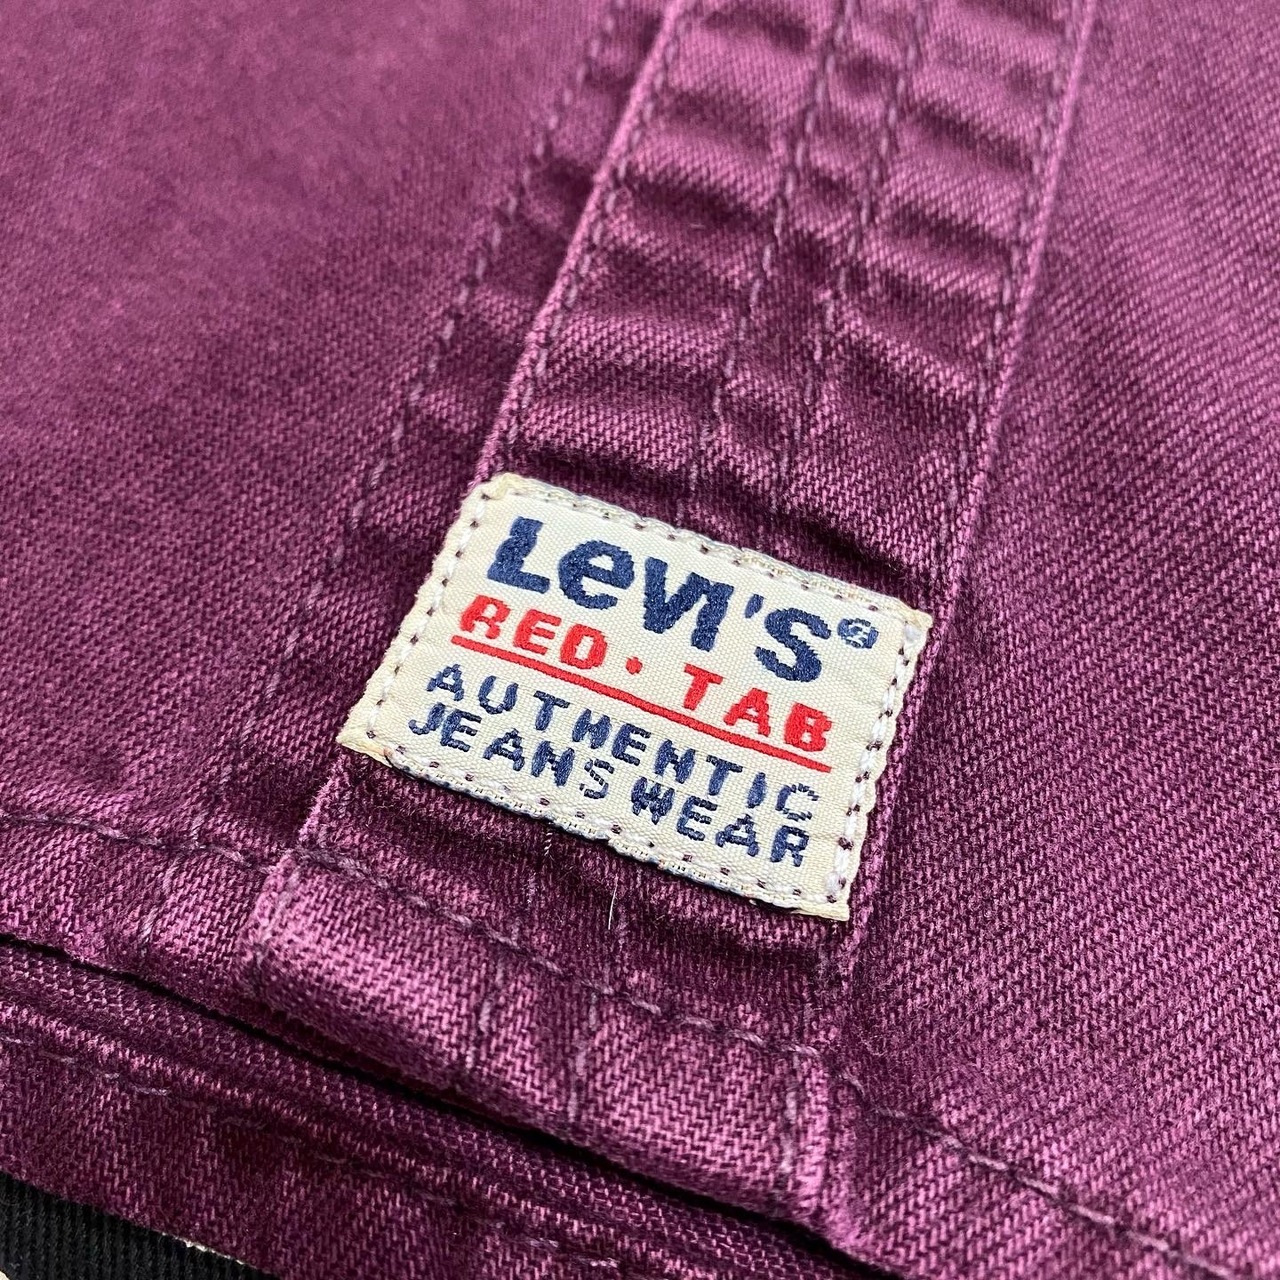 LeVI'S®
RED · TAB
AUTHENTIC
JEANS WEAR